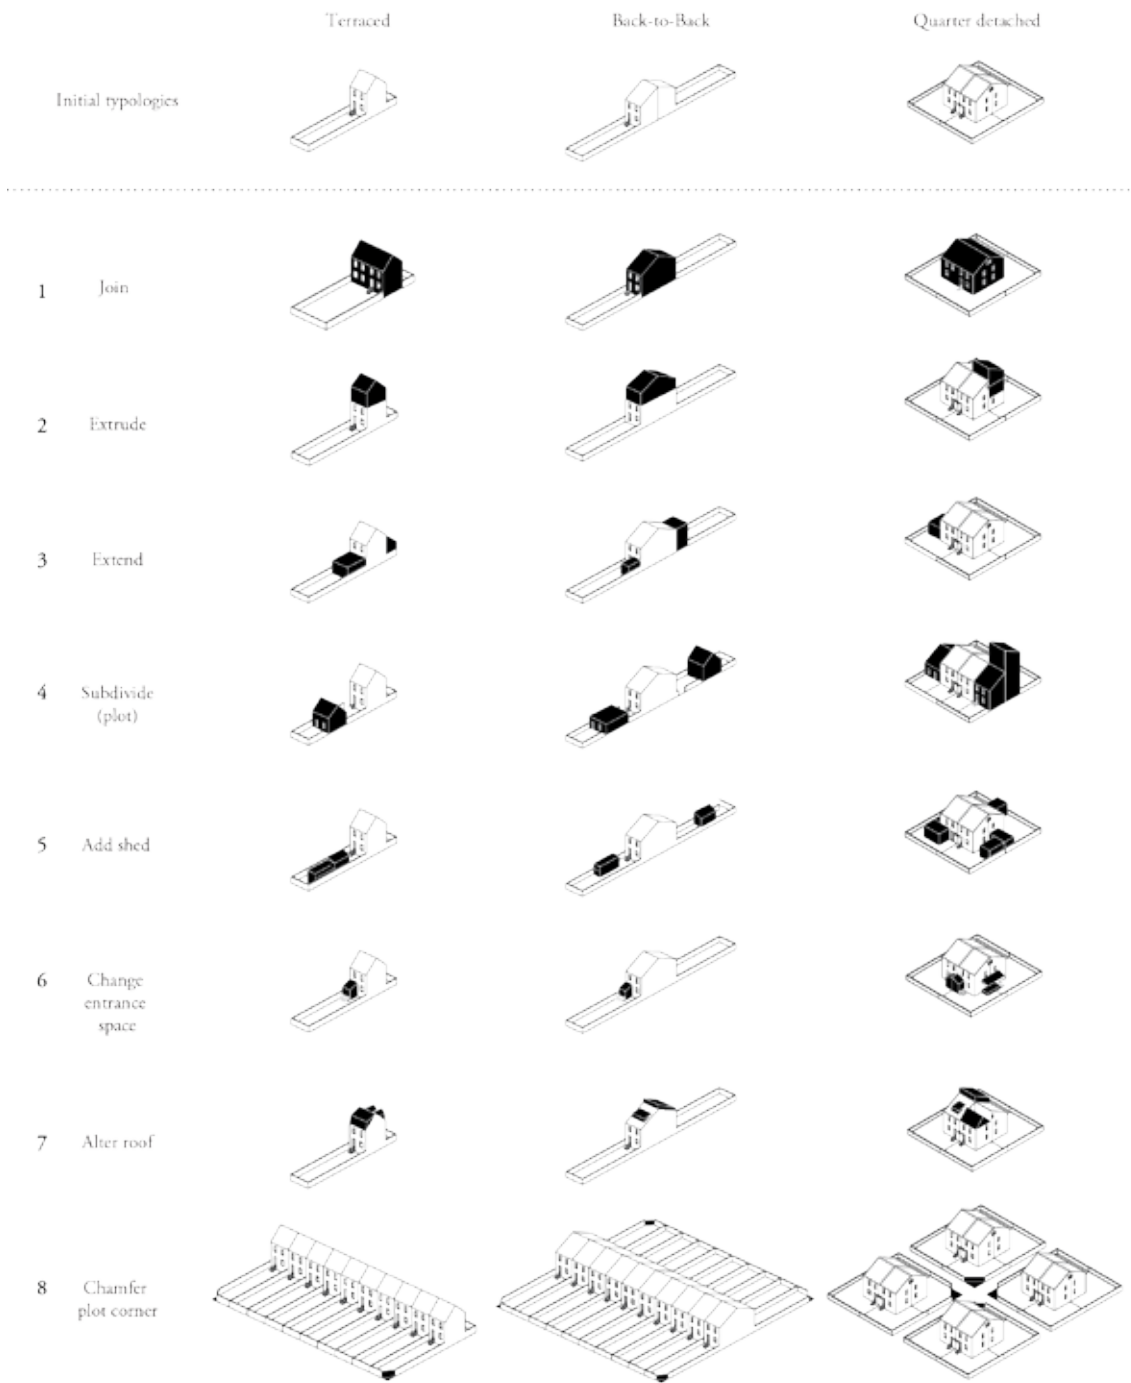 Terraced Back-to-Back Quarter detached
Initial typologies
1 Join
2 Extrude
3 Extend
4 Subdivide
(plot)
5 Add shed
6 Change
entrance
space
7 Alter roof
8 Chamfer
plot corner